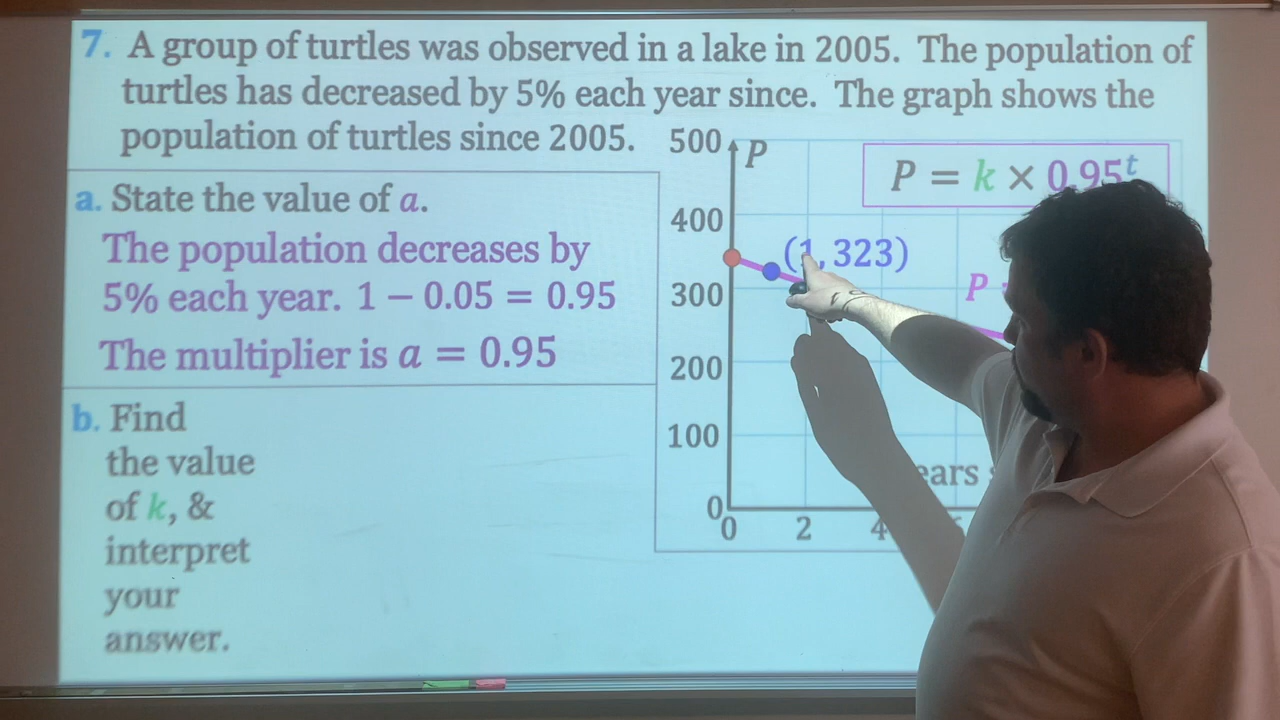 7. A group of turtles was observed in a lake in 2005. The population of
turtles has decreased by 5% each year since. The graph shows the
population of turtles since 2005.
a. State the value of a.
The population decreases by
5% each year. 1 − 0.05 = 0.95
The multiplier is a = 0.95
b. Find
the value
of k, &
interpret
your
answer.
500
P
P = k × 0.95ᵗ
400
(1, 323)
300
P
200
100
0
0 2 4